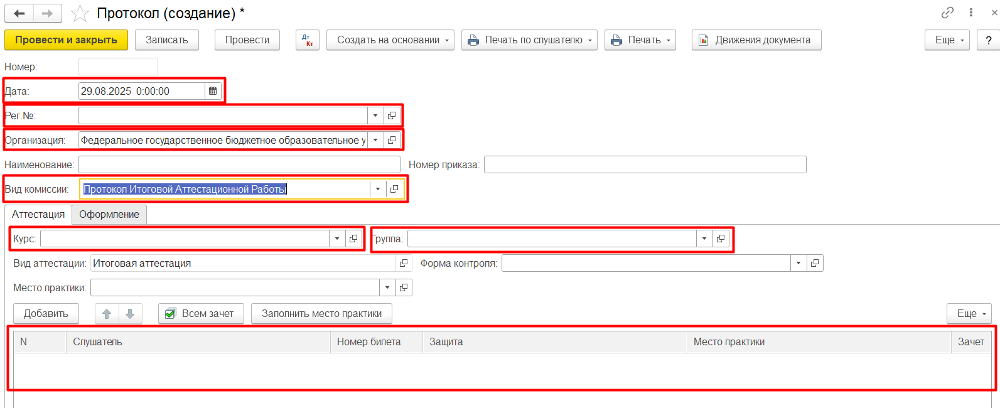 Протокол (создание) *
Провести и закрыть Записать Провести Дт Кт Создать на основании Печать по слушателю Печать Движения документа Еще ?
Номер:
Дата: 29.08.2025 0:00:00
Рег.№:
Организация: Федеральное государственное бюджетное образовательное у
Наименование: Номер приказа:
Вид комиссии: Протокол Итоговой Аттестационной Работы
Аттестация Оформление
Курс: Группа:
Вид аттестации: Итоговая аттестация Форма контроля:
Место практики:
Добавить Всем зачет Заполнить место практики Еще
N Слушатель Номер билета Защита Место практики Зачет